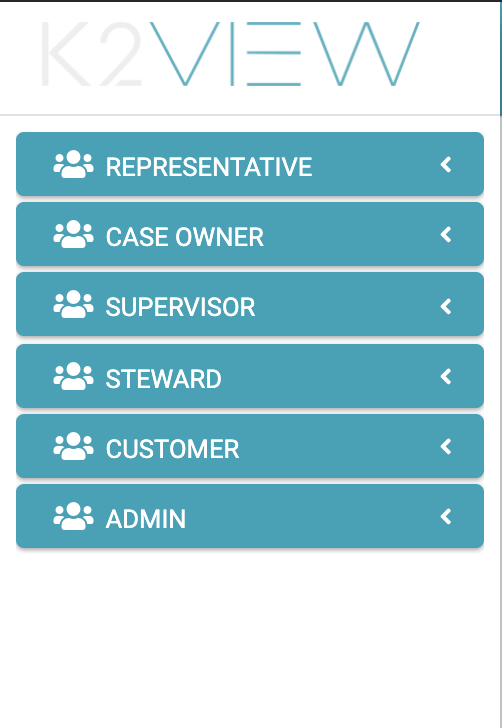 K2VIEW
REPRESENTATIVE
CASE OWNER
SUPERVISOR
STEWARD
CUSTOMER
ADMIN